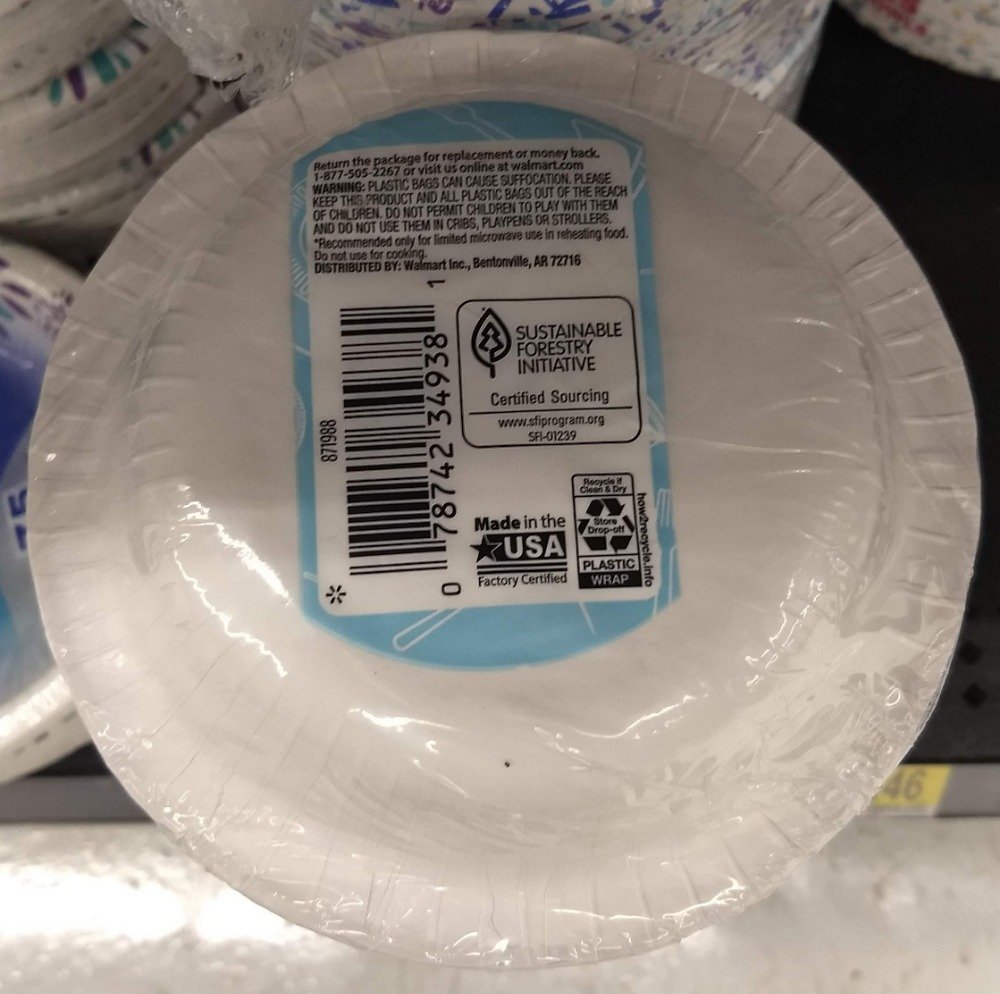 Return the package for replacement or money back.
1-877-505-2267 or visit us online at walmart.com
WARNING: PLASTIC BAGS CAN CAUSE SUFFOCATION. PLEASE
KEEP THIS PRODUCT AND ALL PLASTIC BAGS OUT OF THE REACH
OF CHILDREN. DO NOT PERMIT CHILDREN TO PLAY WITH THEM
AND DO NOT USE THEM IN CRIBS, PLAYPENS OR STROLLERS.
*Recommended only for limited microwave use in reheating food.
Do not use for cooking.
DISTRIBUTED BY: Walmart Inc., Bentonville, AR 72716
871988
0 78742 34938 1
SUSTAINABLE
FORESTRY
INITIATIVE
Certified Sourcing
www.sfiprogram.org
SFI-01239
Made in the
USA
Factory Certified
Recycle if
Clean & Dry
Store
Drop-off
PLASTIC
WRAP
how2recycle.info
46